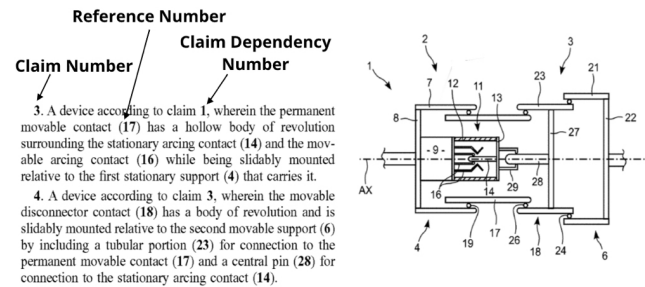 Reference Number
Claim Dependency
Number
Claim Number
3. A device according to claim 1, wherein the permanent
movable contact (17) has a hollow body of revolution
surrounding the stationary arcing contact (14) and the mov-
able arcing contact (16) while being slidably mounted
relative to the first stationary support (4) that carries it.
4. A device according to claim 3, wherein the movable
disconnector contact (18) has a body of revolution and is
slidably mounted relative to the second movable support (6)
by including a tubular portion (23) for connection to the
permanent movable contact (17) and a central pin (28) for
connection to the stationary arcing contact (14).
1
2
3
7
12
11
13
23
21
8
- 9 -
27
22
AX
16
14
29
28
4
19
17
26
18
24
6